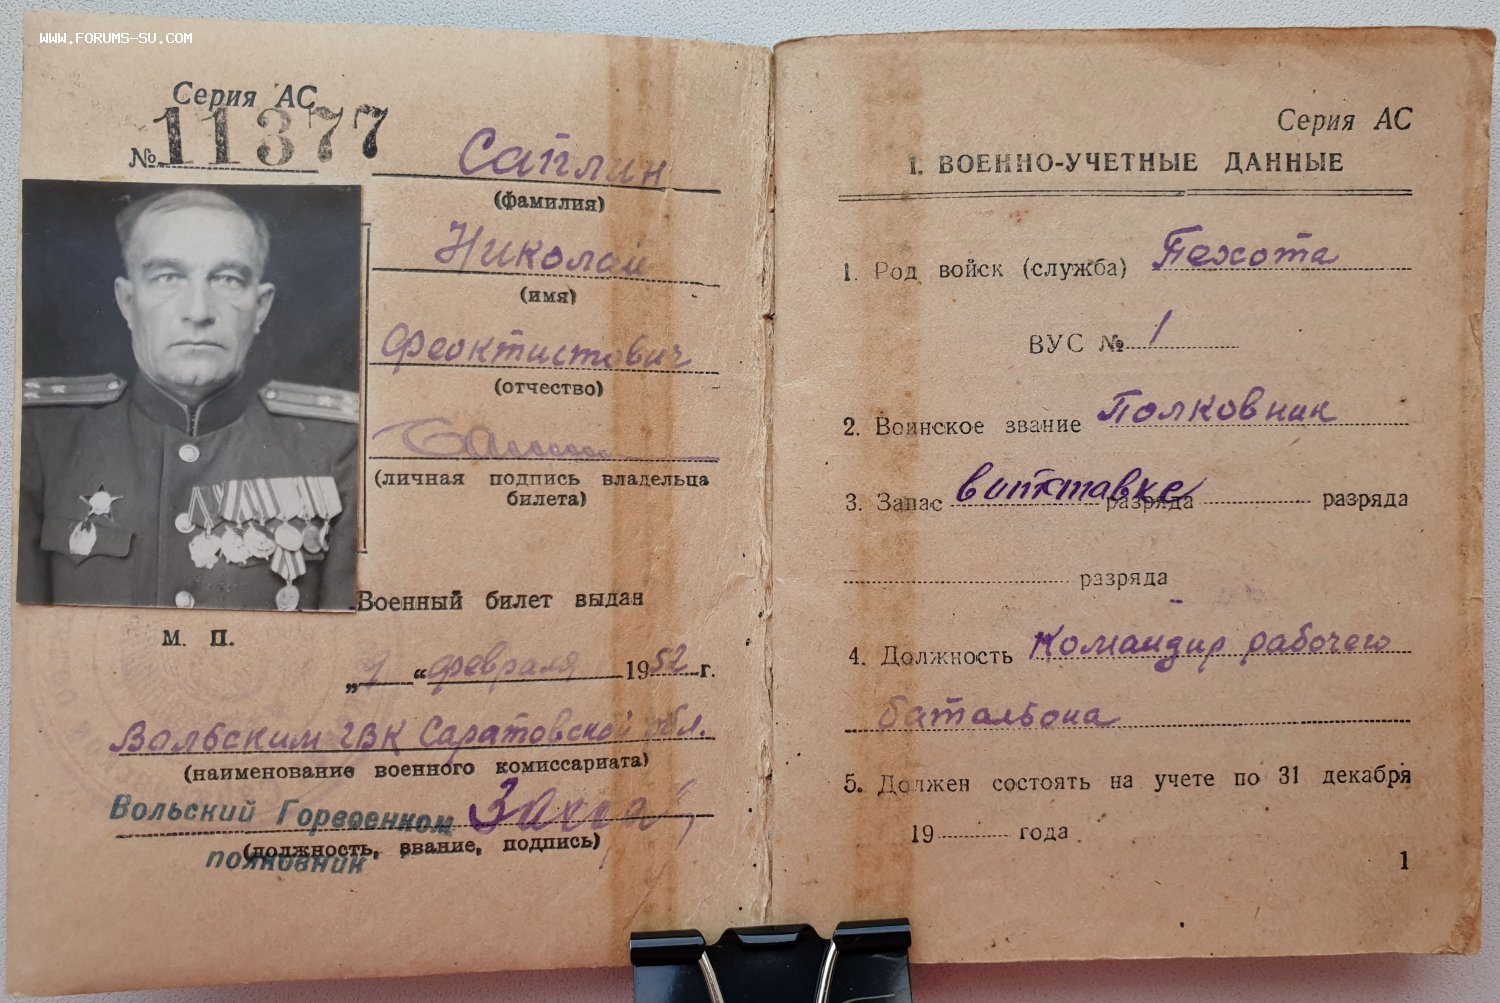 WWW.FORUMS-SU.COM
Серия АС
№ 11377
Саплин
(фамилия)
Николай
(имя)
Феоктистович
(отчество)
(личная подпись владельца
билета)
Военный билет выдан
М. П.
" 7 " февраля 1952 г.
Вольским ГВК Саратовской обл.
(наименование военного комиссариата)
Вольский Горвоенком
(должность, звание, подпись)
полковник
Серия АС
1. ВОЕННО-УЧЕТНЫЕ ДАННЫЕ
1. Род войск (служба) Пехота
ВУС № 1
2. Воинское звание Полковник
3. Запас в отставке разряда разряда
разряда
4. Должность Командир рабочего
батальона
5. Должен состоять на учете по 31 декабря
19 года
1